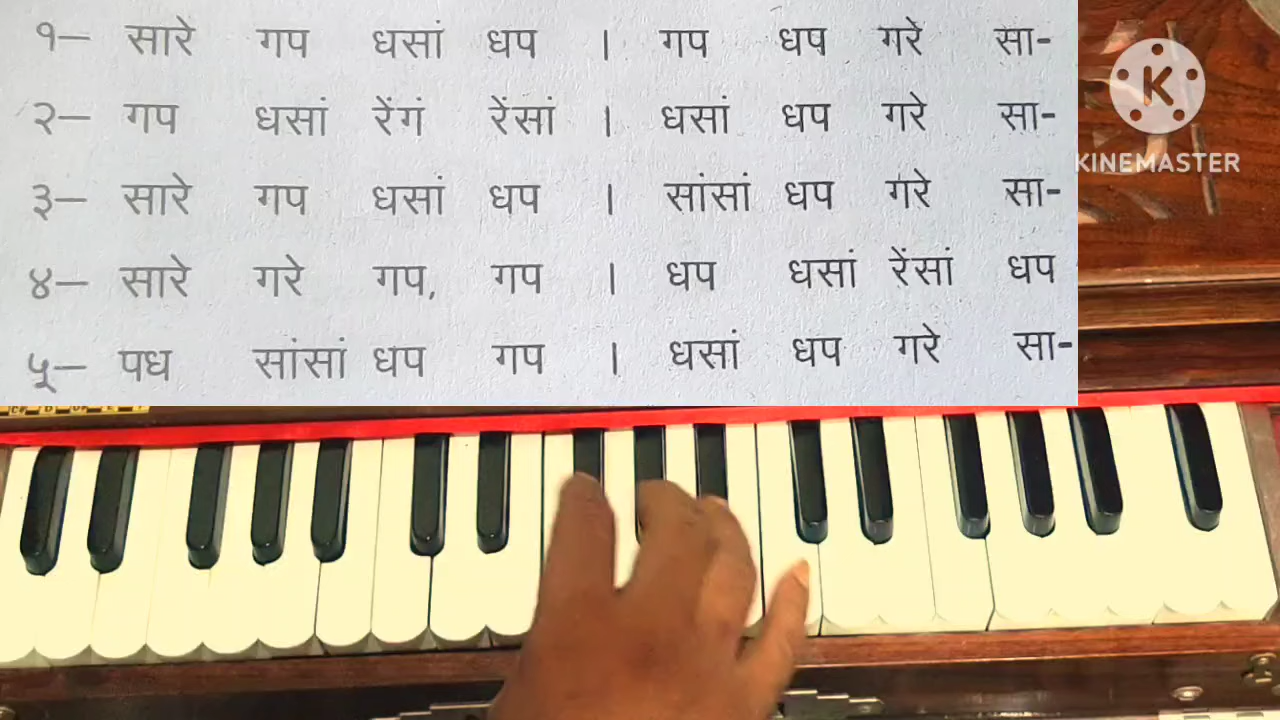 १– सारे गप धसां धप । गप धप गरे सा-
२– गप धसां रेंगं रेंसां । धसां धप गरे सा-
३– सारे गप धसां धप । सांसां धप गरे सा-
४– सारे गरे गप, गप । धप धसां रेंसां धप
५– पध सांसां धप गप । धसां धप गरे सा-
K
KINEMASTER